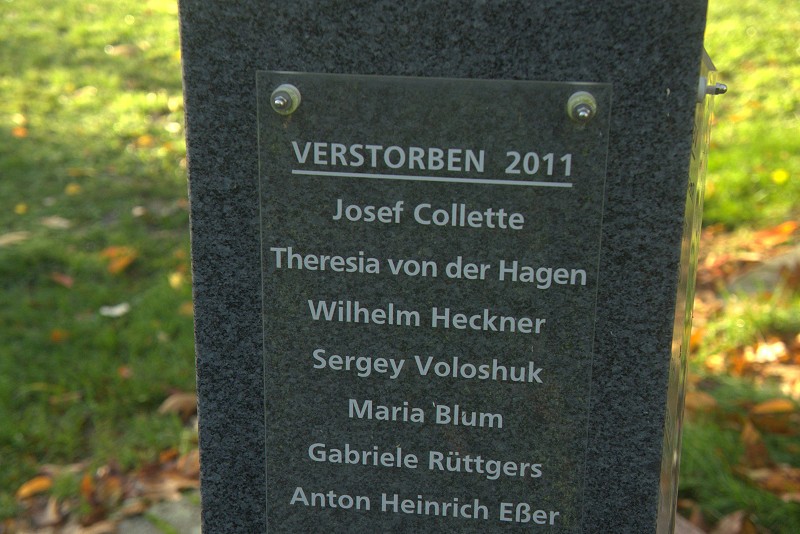 VERSTORBEN 2011
Josef Collette
Theresia von der Hagen
Wilhelm Heckner
Sergey Voloshuk
Maria Blum
Gabriele Rüttgers
Anton Heinrich Eßer